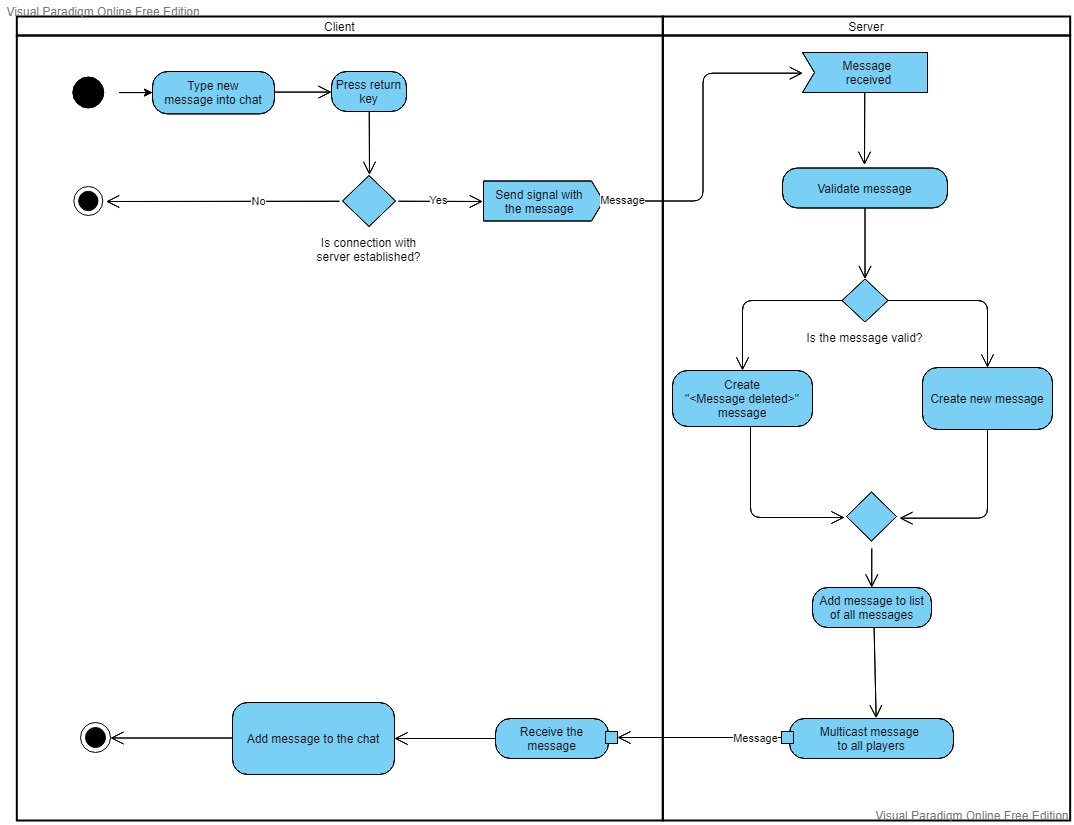 Visual Paradigm Online Free Edition
Client
Server
Type new
message into chat
Press return
key
Message
received
No
Yes
Send signal with
the message
Message
Validate message
Is connection with
server established?
Is the message valid?
Create
"<Message deleted>"
message
Create new message
Add message to list
of all messages
Add message to the chat
Receive the
message
Message
Multicast message
to all players
Visual Paradigm Online Free Edition